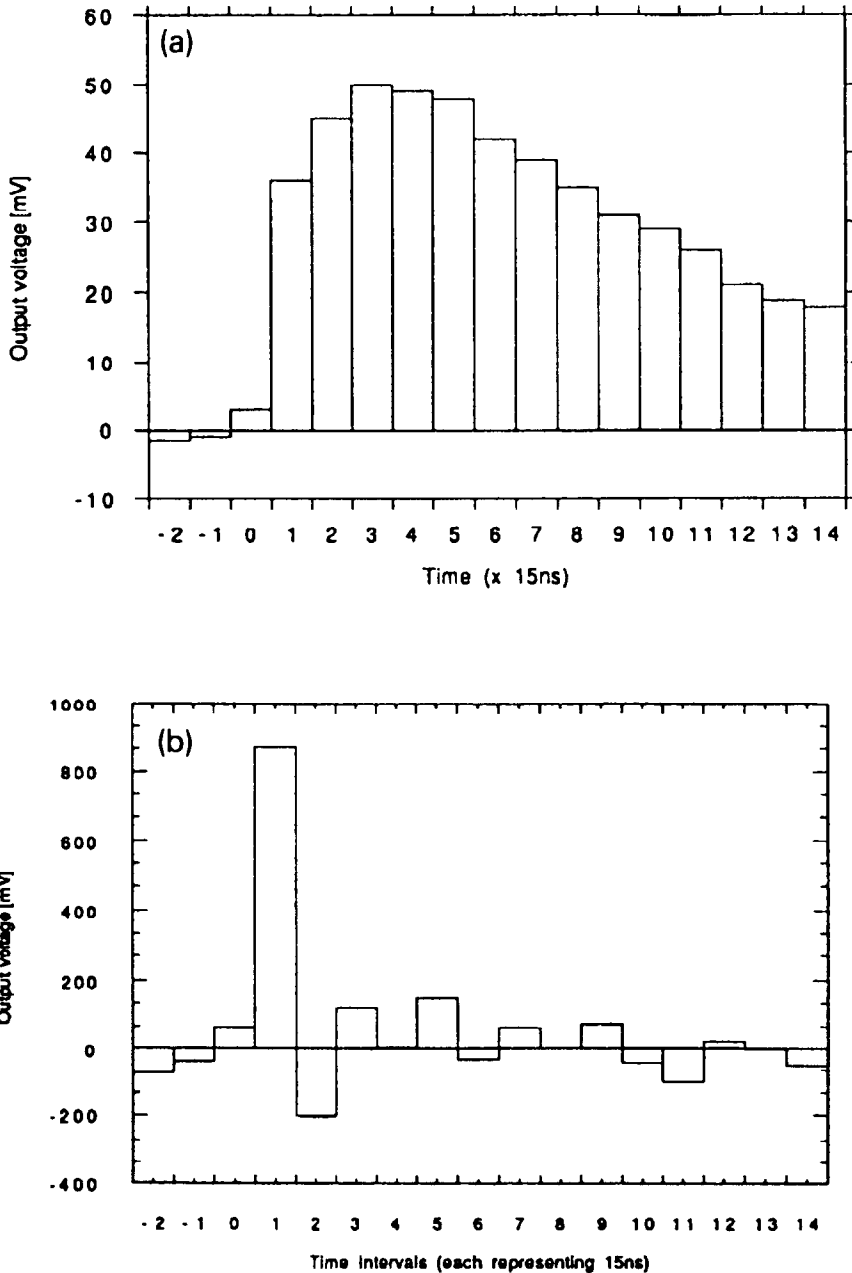 (a)
60
50
40
30
20
10
0
-10
Output voltage [mV]
-2 -1 0 1 2 3 4 5 6 7 8 9 10 11 12 13 14
Time (x 15ns)
(b)
1000
800
600
400
200
0
-200
-400
Output voltage [mV]
-2 -1 0 1 2 3 4 5 6 7 8 9 10 11 12 13 14
Time intervals (each representing 15ns)